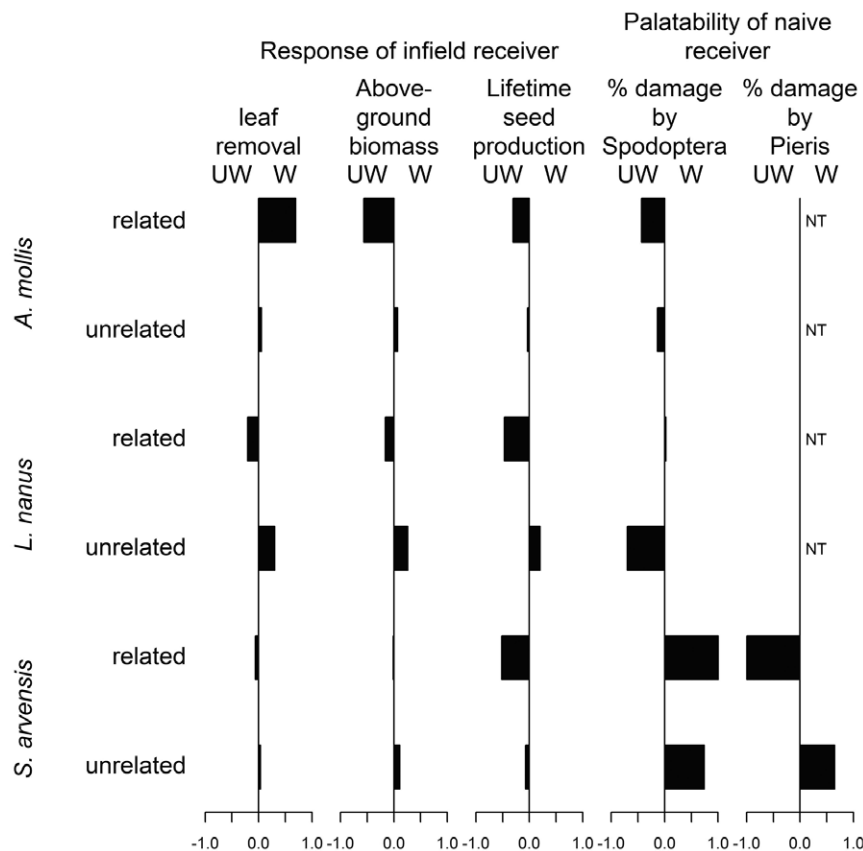 Response of infield receiver
Palatability of naive
receiver
leaf
removal
Above-
ground
biomass
Lifetime
seed
production
% damage
by
Spodoptera
% damage
by
Pieris
UW W UW W UW W UW W UW W
A. mollis
related NT
unrelated NT
L. nanus
related NT
unrelated NT
S. arvensis
related
unrelated
-1.0 0.0 1.0 -1.0 0.0 1.0 -1.0 0.0 1.0 -1.0 0.0 1.0 -1.0 0.0 1.0